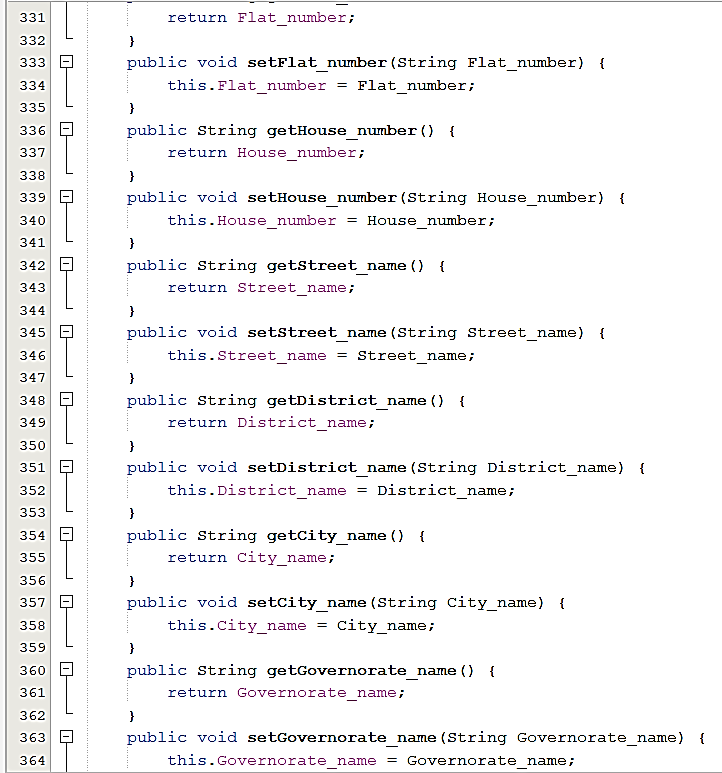 331 return Flat_number;
332 }
333 public void setFlat_number(String Flat_number) {
334 this.Flat_number = Flat_number;
335 }
336 public String getHouse_number() {
337 return House_number;
338 }
339 public void setHouse_number(String House_number) {
340 this.House_number = House_number;
341 }
342 public String getStreet_name() {
343 return Street_name;
344 }
345 public void setStreet_name(String Street_name) {
346 this.Street_name = Street_name;
347 }
348 public String getDistrict_name() {
349 return District_name;
350 }
351 public void setDistrict_name(String District_name) {
352 this.District_name = District_name;
353 }
354 public String getCity_name() {
355 return City_name;
356 }
357 public void setCity_name(String City_name) {
358 this.City_name = City_name;
359 }
360 public String getGovernorate_name() {
361 return Governorate_name;
362 }
363 public void setGovernorate_name(String Governorate_name) {
364 this.Governorate_name = Governorate_name;